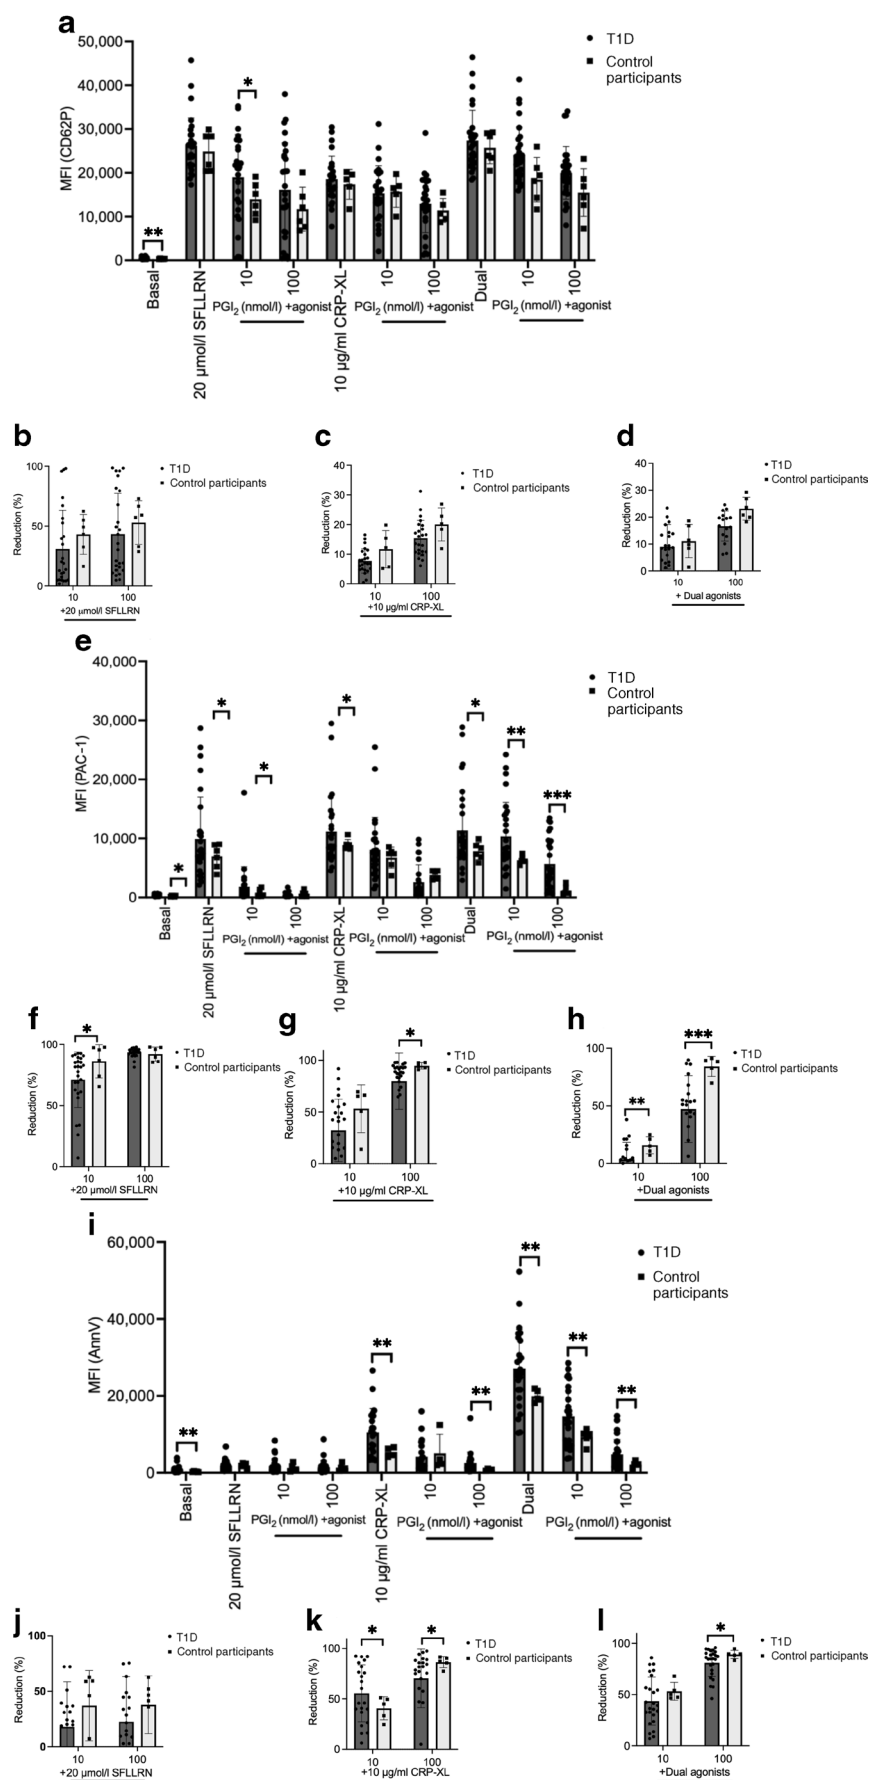 a
50,000
40,000
30,000
20,000
10,000
0
MFI (CD62P)
T1D
Control
participants
**
*
Basal
20 µmol/l SFLLRN
10
100
PGI2 (nmol/l) +agonist
10 µg/ml CRP-XL
10
100
PGI2 (nmol/l) +agonist
Dual
10
100
PGI2 (nmol/l) +agonist
b
100
50
0
Reduction (%)
T1D
Control participants
10
100
+20 µmol/l SFLLRN
c
40
30
20
10
0
Reduction (%)
T1D
Control participants
10
100
+10 µg/ml CRP-XL
d
40
30
20
10
0
Reduction (%)
T1D
Control participants
10
100
+ Dual agonists
e
40,000
30,000
20,000
10,000
0
MFI (PAC-1)
T1D
Control
participants
*
*
*
*
*
**
***
Basal
20 µmol/l SFLLRN
10
100
PGI2 (nmol/l) +agonist
10 µg/ml CRP-XL
10
100
PGI2 (nmol/l) +agonist
Dual
10
100
PGI2 (nmol/l) +agonist
f
100
50
0
Reduction (%)
*
T1D
Control participants
10
100
+20 µmol/l SFLLRN
g
100
50
0
Reduction (%)
*
T1D
Control participants
10
100
+10 µg/ml CRP-XL
h
100
50
0
Reduction (%)
**
***
T1D
Control participants
10
100
+Dual agonists
i
60,000
40,000
20,000
0
MFI (AnnV)
T1D
Control
participants
**
**
**
**
**
**
Basal
20 µmol/l SFLLRN
10
100
PGI2 (nmol/l) +agonist
10 µg/ml CRP-XL
10
100
PGI2 (nmol/l) +agonist
Dual
10
100
PGI2 (nmol/l) +agonist
j
100
50
0
Reduction (%)
T1D
Control participants
10
100
+20 µmol/l SFLLRN
k
100
50
0
Reduction (%)
*
*
T1D
Control participants
10
100
+10 µg/ml CRP-XL
l
100
50
0
Reduction (%)
*
T1D
Control participants
10
100
+Dual agonists